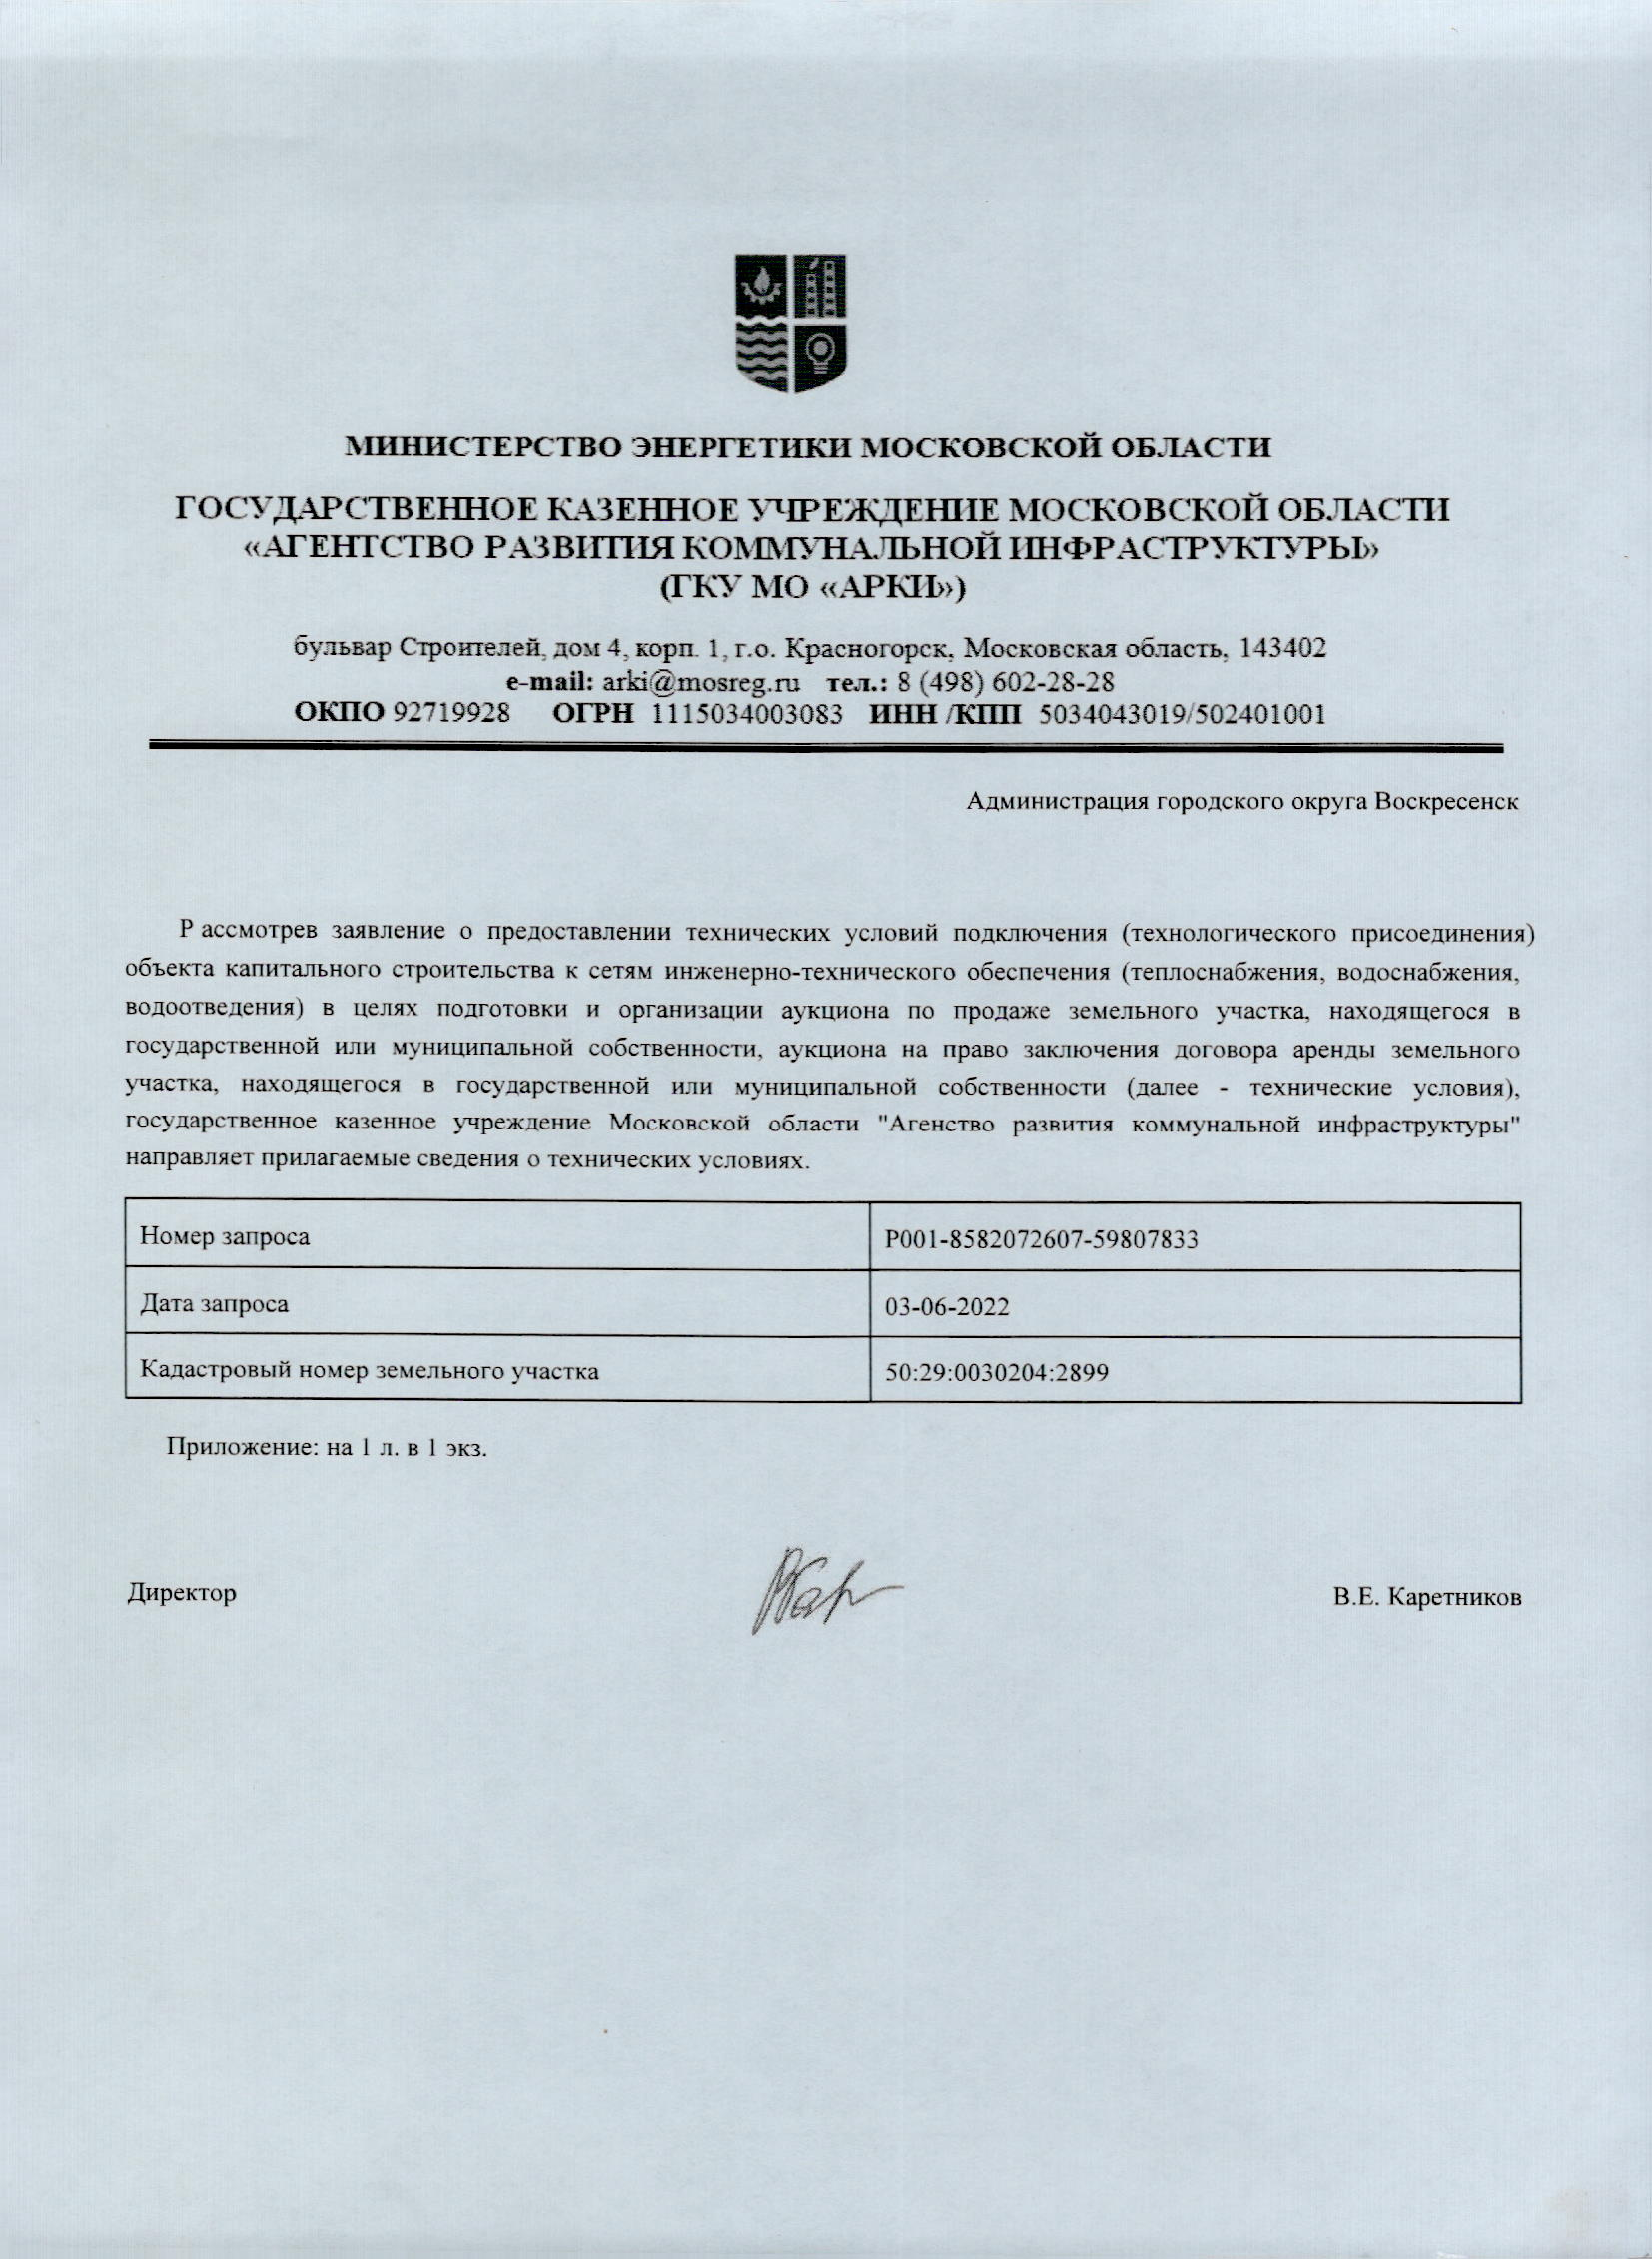 МИНИСТЕРСТВО ЭНЕРГЕТИКИ МОСКОВСКОЙ ОБЛАСТИ
ГОСУДАРСТВЕННОЕ КАЗЕННОЕ УЧРЕЖДЕНИЕ МОСКОВСКОЙ ОБЛАСТИ
«АГЕНТСТВО РАЗВИТИЯ КОММУНАЛЬНОЙ ИНФРАСТРУКТУРЫ»
(ГКУ МО «АРКИ»)
бульвар Строителей, дом 4, корп. 1, г.о. Красногорск, Московская область, 143402
e-mail: arki@mosreg.ru тел.: 8 (498) 602-28-28
ОКПО 92719928 ОГРН 1115034003083 ИНН /КПП 5034043019/502401001
Администрация городского округа Воскресенск
Р ассмотрев заявление о предоставлении технических условий подключения (технологического присоединения)
объекта капитального строительства к сетям инженерно-технического обеспечения (теплоснабжения, водоснабжения,
водоотведения) в целях подготовки и организации аукциона по продаже земельного участка, находящегося в
государственной или муниципальной собственности, аукциона на право заключения договора аренды земельного
участка, находящегося в государственной или муниципальной собственности (далее - технические условия),
государственное казенное учреждение Московской области "Агенство развития коммунальной инфраструктуры"
направляет прилагаемые сведения о технических условиях.
Номер запроса P001-8582072607-59807833
Дата запроса 03-06-2022
Кадастровый номер земельного участка 50:29:0030204:2899
Приложение: на 1 л. в 1 экз.
Директор В.Е. Каретников